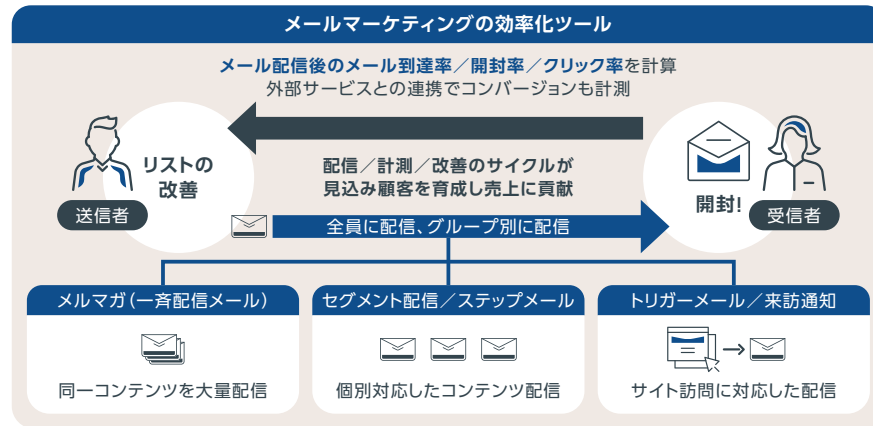 メールマーケティングの効率化ツール
メール配信後のメール到達率／開封率／クリック率を計算
外部サービスとの連携でコンバージョンも計測
リストの
改善
送信者
配信／計測／改善のサイクルが
見込み顧客を育成し売上に貢献
開封!
受信者
全員に配信、グループ別に配信
メルマガ（一斉配信メール）
同一コンテンツを大量配信
セグメント配信／ステップメール
個別対応したコンテンツ配信
トリガーメール／来訪通知
サイト訪問に対応した配信